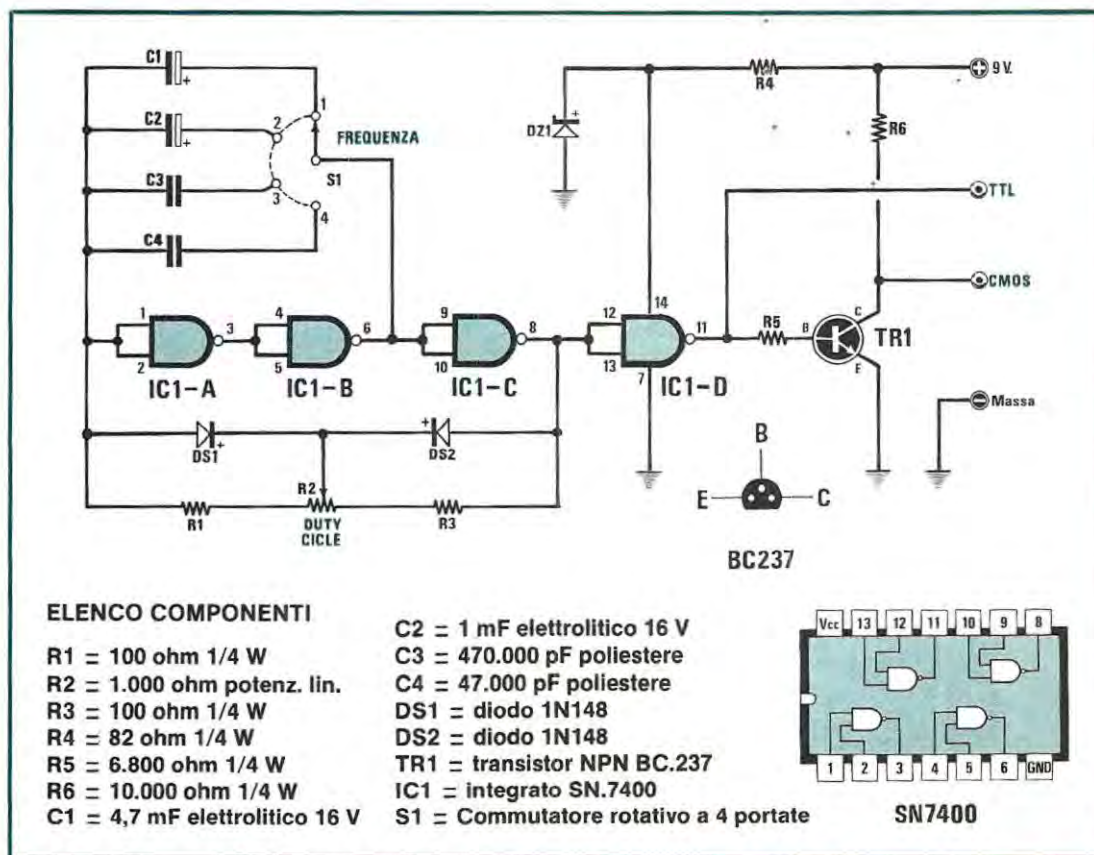 C1
+
1
C2
+
2
FREQUENZA
S1
C3
3
4
C4
DZ1
+
R4
9 V.
R6
TTL
CMOS
1
2
3
IC1-A
4
5
6
IC1-B
9
10
8
IC1-C
12
13
14
7
11
IC1-D
R5
B
C
E
TR1
Massa
DS1
+
+
DS2
R1
R2
DUTY
CICLE
R3
B
E
C
BC237
ELENCO COMPONENTI
R1 = 100 ohm 1/4 W
R2 = 1.000 ohm potenz. lin.
R3 = 100 ohm 1/4 W
R4 = 82 ohm 1/4 W
R5 = 6.800 ohm 1/4 W
R6 = 10.000 ohm 1/4 W
C1 = 4,7 mF elettrolitico 16 V
C2 = 1 mF elettrolitico 16 V
C3 = 470.000 pF poliestere
C4 = 47.000 pF poliestere
DS1 = diodo 1N148
DS2 = diodo 1N148
TR1 = transistor NPN BC.237
IC1 = integrato SN.7400
S1 = Commutatore rotativo a 4 portate
Vcc 13 12 11 10 9 8
1 2 3 4 5 6 GND
SN7400